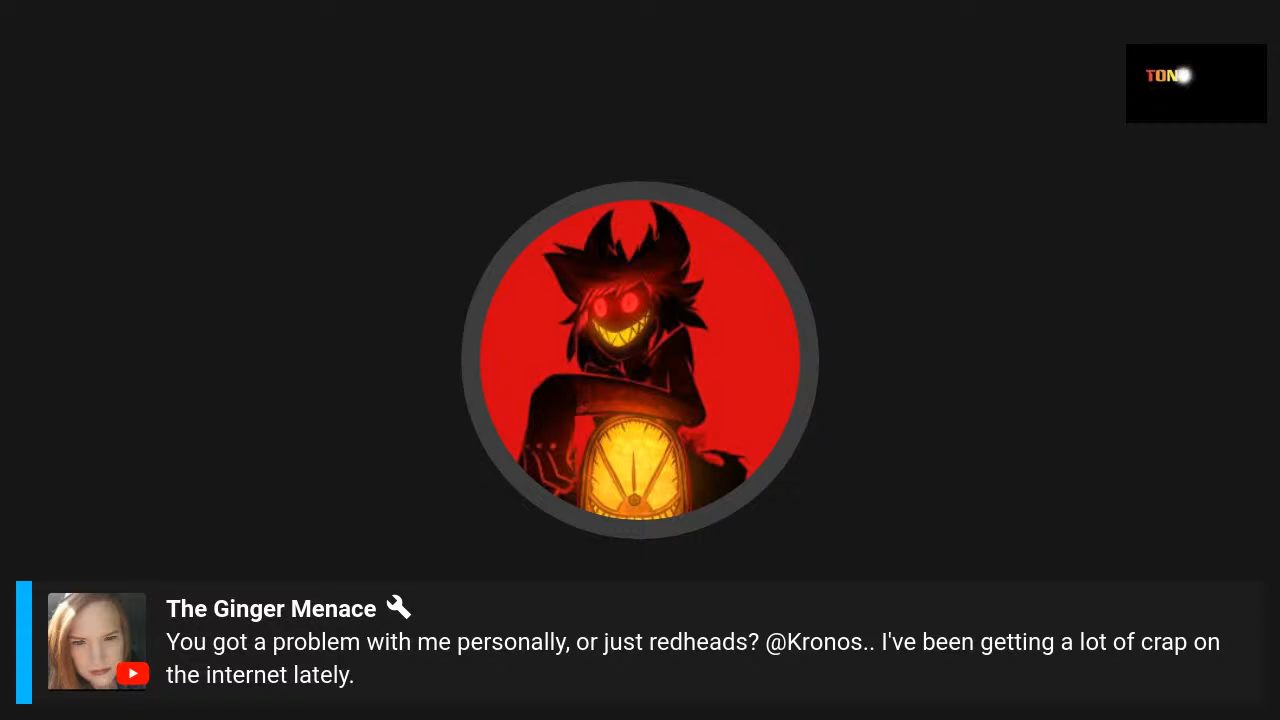 TON
The Ginger Menace
You got a problem with me personally, or just redheads? @Kronos.. I've been getting a lot of crap on
the internet lately.